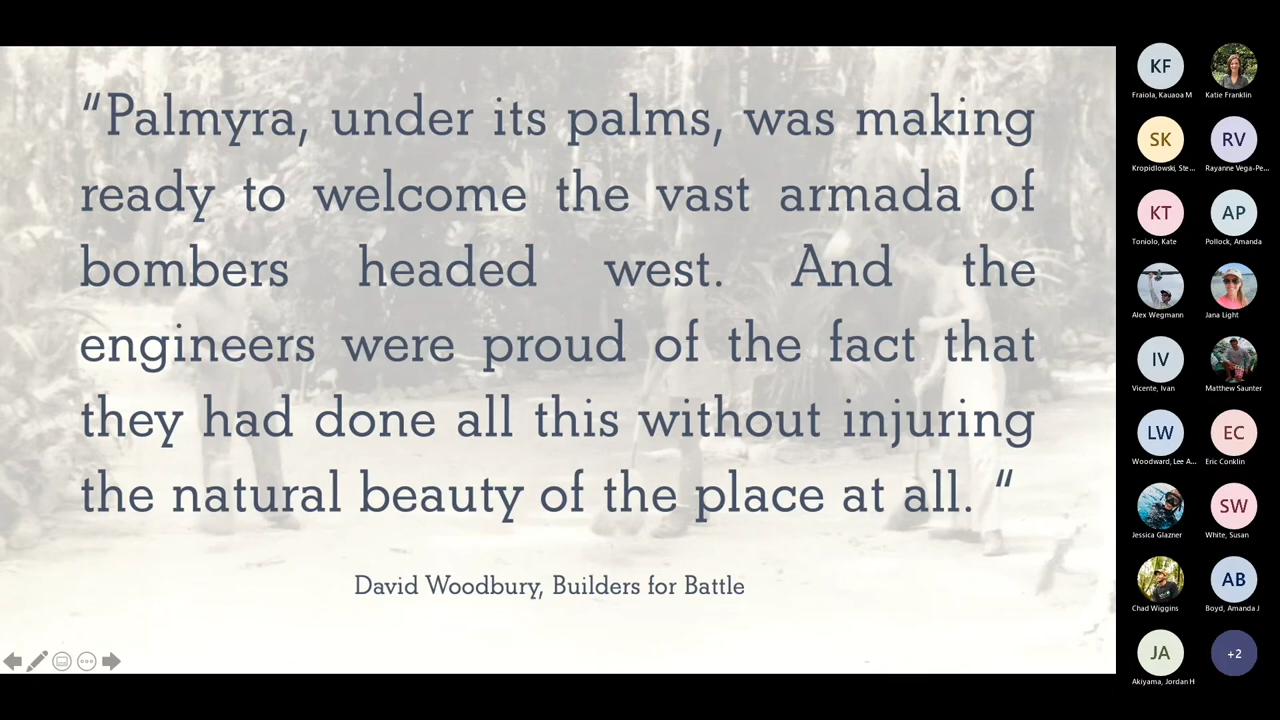 “Palmyra, under its palms, was making
ready to welcome the vast armada of
bombers headed west. And the
engineers were proud of the fact that
they had done all this without injuring
the natural beauty of the place at all. “
David Woodbury, Builders for Battle
KF
Fraiola, Kauaoa M
Katie Franklin
SK
Kropidlowski, Ste...
RV
Rayanne Vega-Pe...
KT
Toniolo, Kate
AP
Pollock, Amanda
Alex Wegmann
Jana Light
IV
Vicente, Ivan
Matthew Saunter
LW
Woodward, Lee A...
EC
Eric Conklin
Jessica Glazner
SW
White, Susan
Chad Wiggins
AB
Boyd, Amanda J
JA
Akiyama, Jordan H
+2